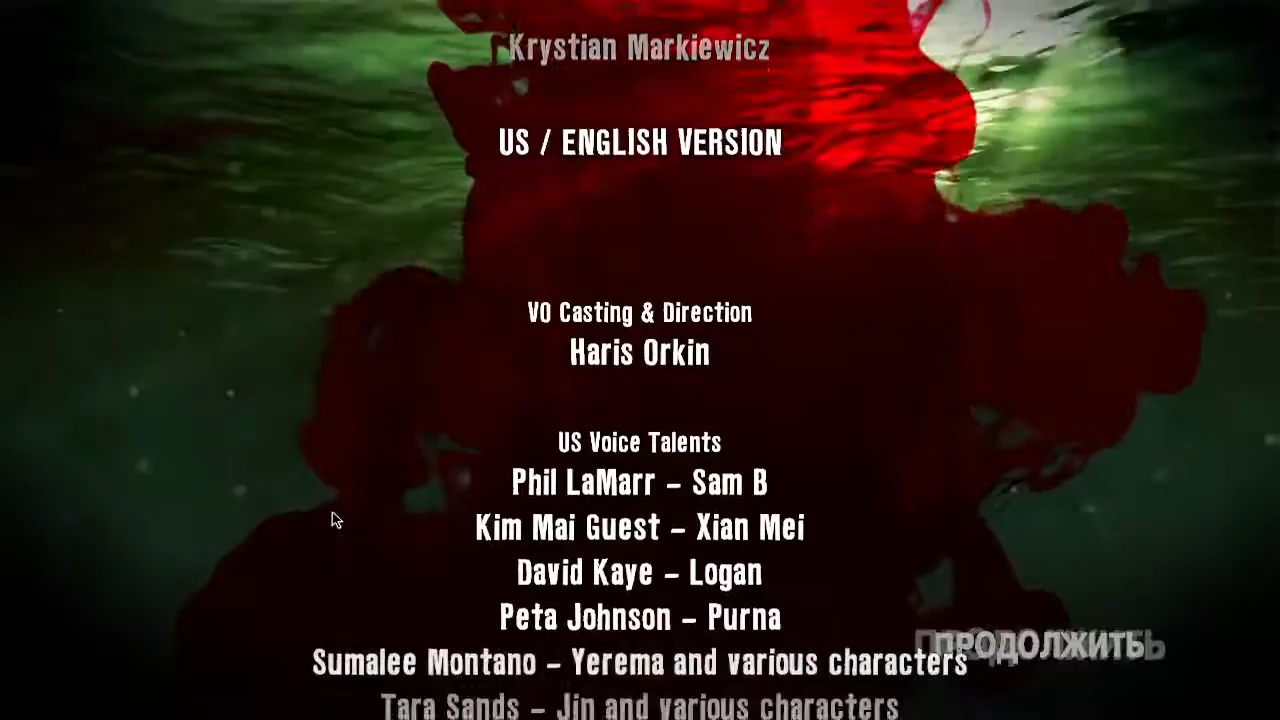 Krystian Markiewicz
US / ENGLISH VERSION
VO Casting & Direction
Haris Orkin
US Voice Talents
Phil LaMarr – Sam B
Kim Mai Guest – Xian Mei
David Kaye – Logan
Peta Johnson – Purna
ПРОДОЛЖИТЬ
Sumalee Montano – Yerema and various characters
Tara Sands – Jin and various characters